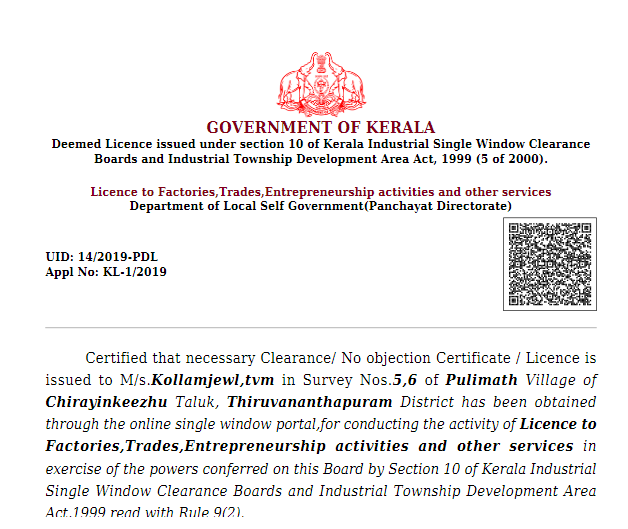 GOVERNMENT OF KERALA
Deemed Licence issued under section 10 of Kerala Industrial Single Window Clearance
Boards and Industrial Township Development Area Act, 1999 (5 of 2000).
Licence to Factories,Trades,Entrepreneurship activities and other services
Department of Local Self Government(Panchayat Directorate)
UID: 14/2019-PDL
Appl No: KL-1/2019
Certified that necessary Clearance/ No objection Certificate / Licence is
issued to M/s.Kollamjewl,tvm in Survey Nos.5,6 of Pulimath Village of
Chirayinkeezhu Taluk, Thiruvananthapuram District has been obtained
through the online single window portal,for conducting the activity of Licence to
Factories,Trades,Entrepreneurship activities and other services in
exercise of the powers conferred on this Board by Section 10 of Kerala Industrial
Single Window Clearance Boards and Industrial Township Development Area
Act,1999 read with Rule 9(2).